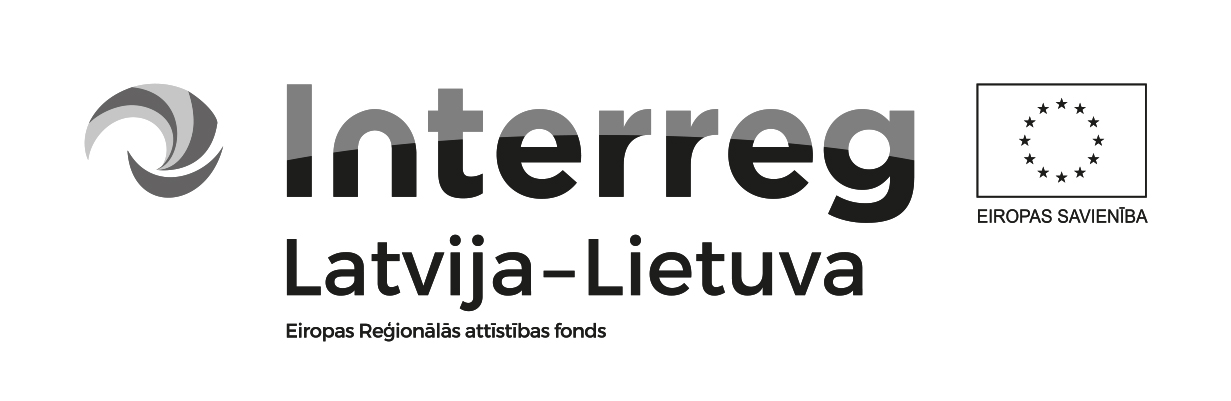 Interreg
EIROPAS SAVIENĪBA
Latvija–Lietuva
Eiropas Reģionālās attīstības fonds